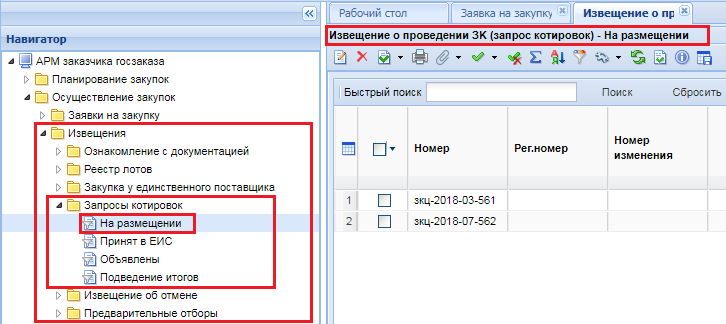 Навигатор
АРМ заказчика госзаказа
Планирование закупок
Осуществление закупок
Заявки на закупку
Извещения
Ознакомление с документацией
Реестр лотов
Закупка у единственного поставщика
Запросы котировок
На размещении
Принят в ЕИС
Объявлены
Подведение итогов
Извещение об отмене
Предварительные отборы
Рабочий стол Заявка на закупку Извещение о пр
Извещение о проведении ЗК (запрос котировок) - На размещении
Быстрый поиск Поиск Сбросить
Номер Рег.номер Номер
изменения
1 зкц-2018-03-561
2 зкц-2018-07-562